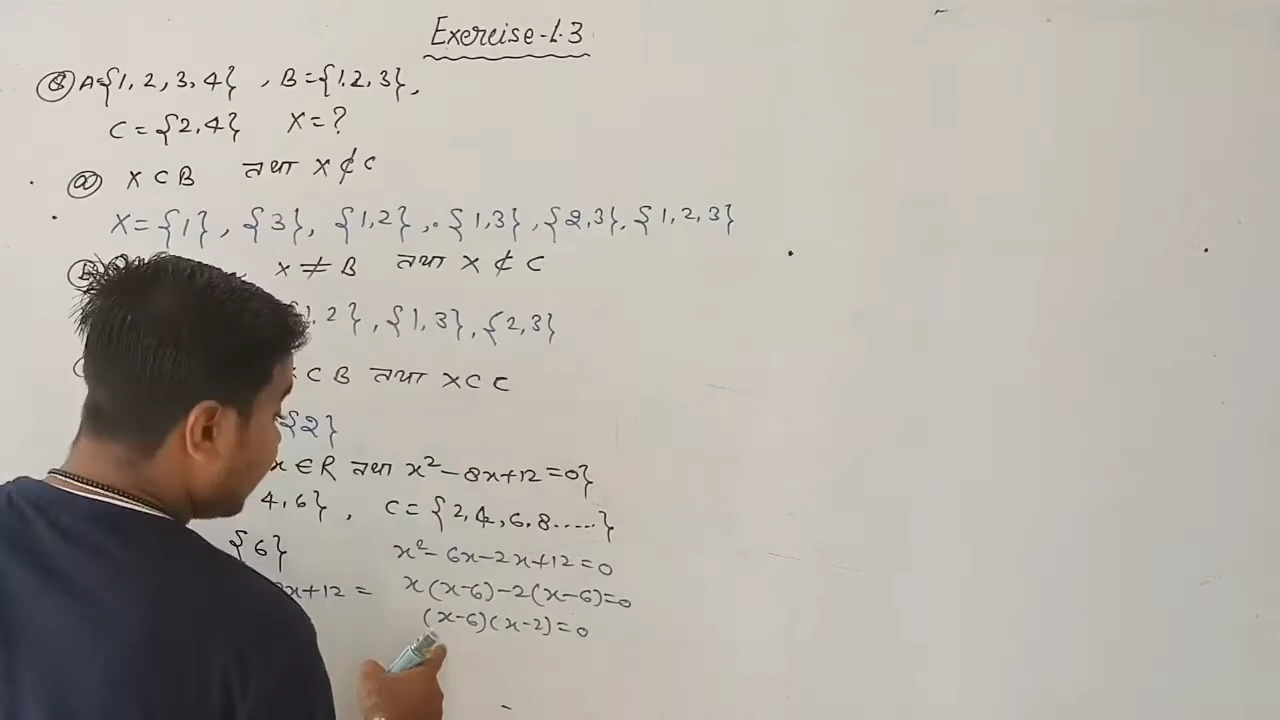 Exercise-1.3
Q A={1, 2, 3, 4} , B={1,2,3},
C = {2,4} X=?
a X⊂B तथा X⊄C
X={1}, {3}, {1,2}, {1,3}, {2,3}, {1,2,3}
X≠B तथा X⊄C
,2}, {1,3}, {2,3}
⊂B तथा X⊂C
={2}
x∈R तथा x²-8x+12=0}
4,6}, C={2,4,6,8.....}
{6}
x²-6x-2x+12=0
x+12= x(x-6)-2(x-6)=0
(x-6)(x-2)=0